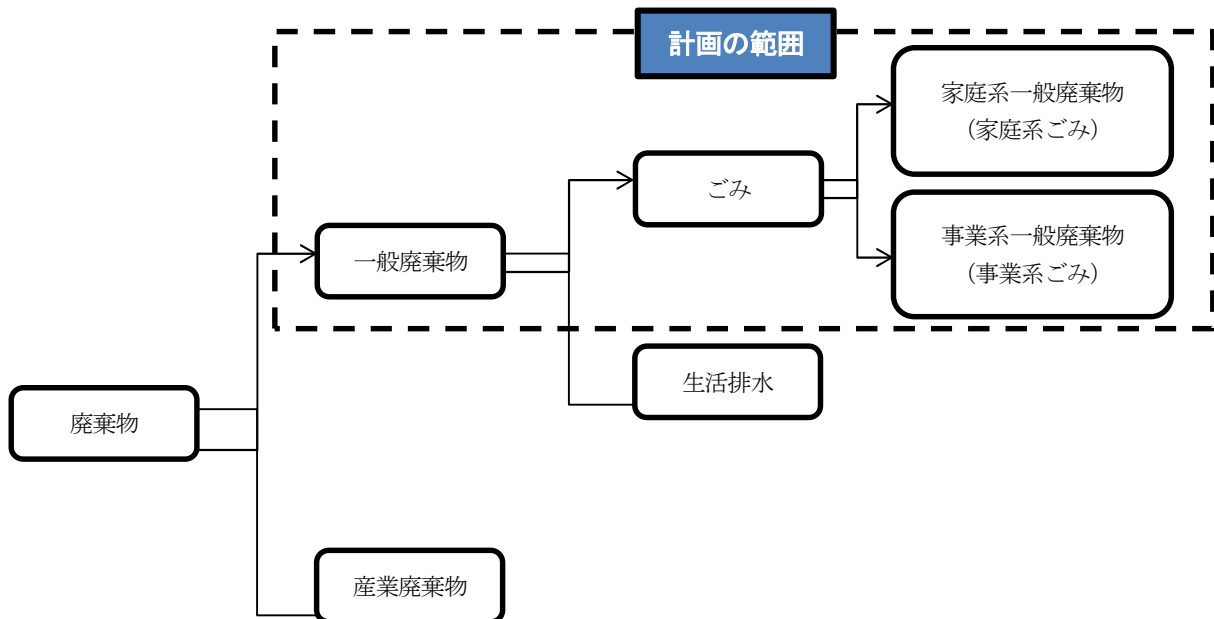 計画の範囲
家庭系一般廃棄物
（家庭系ごみ）
ごみ
事業系一般廃棄物
（事業系ごみ）
一般廃棄物
生活排水
廃棄物
産業廃棄物